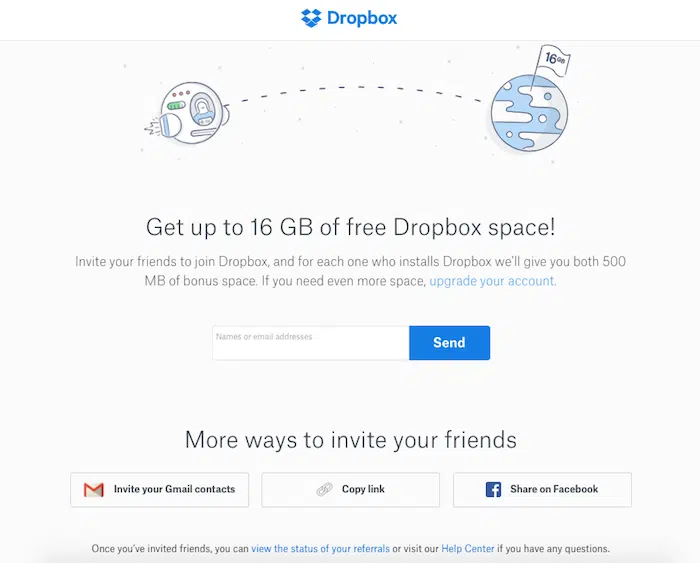 Dropbox
16GB
Get up to 16 GB of free Dropbox space!
Invite your friends to join Dropbox, and for each one who installs Dropbox we'll give you both 500
MB of bonus space. If you need even more space, upgrade your account.
Names or email addresses
Send
More ways to invite your friends
Invite your Gmail contacts
Copy link
Share on Facebook
Once you've invited friends, you can view the status of your referrals or visit our Help Center if you have any questions.